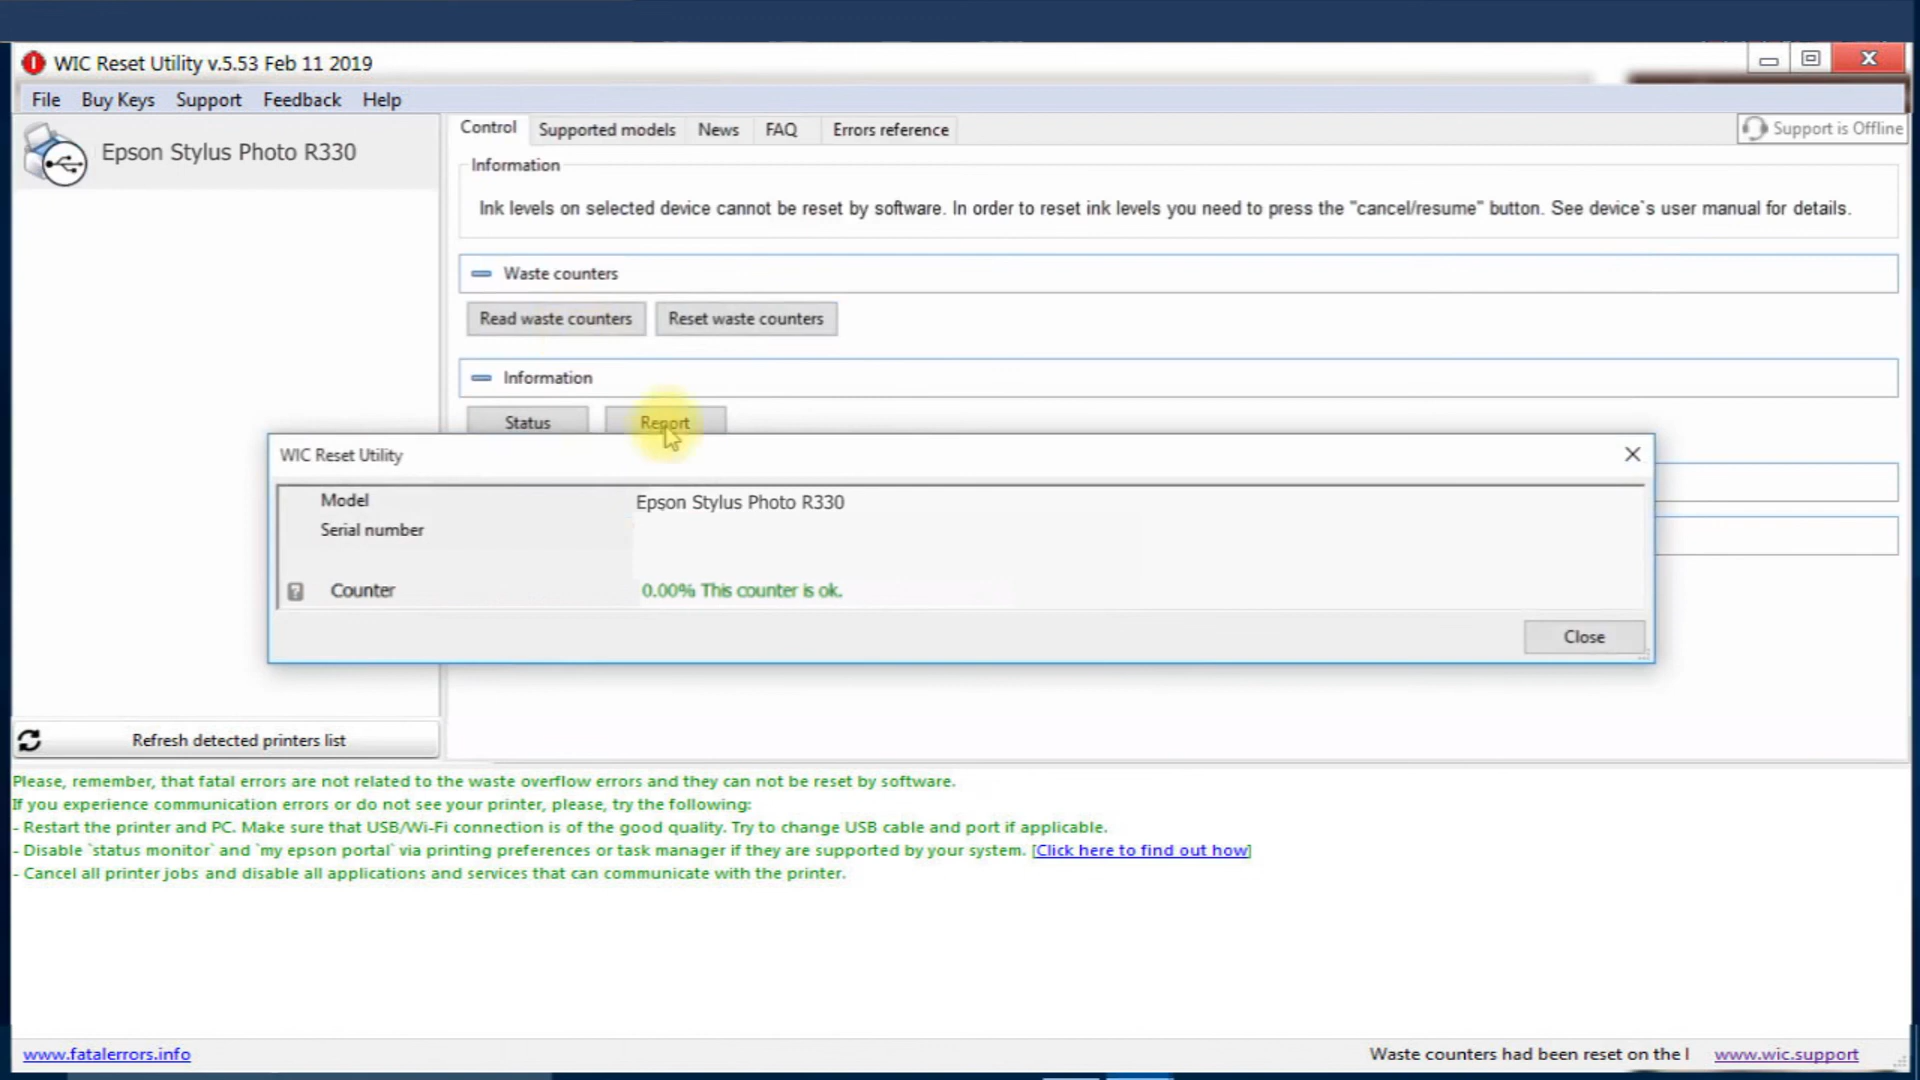 WIC Reset Utility v.5.53 Feb 11 2019
File Buy Keys Support Feedback Help
Epson Stylus Photo R330
Control Supported models News FAQ Errors reference
Support is Offline
Information
Ink levels on selected device cannot be reset by software. In order to reset ink levels you need to press the "cancel/resume" button. See device`s user manual for details.
Waste counters
Read waste counters Reset waste counters
Information
Status Report
WIC Reset Utility
Model Epson Stylus Photo R330
Serial number
Counter 0.00% This counter is ok.
Close
Refresh detected printers list
Please, remember, that fatal errors are not related to the waste overflow errors and they can not be reset by software.
If you experience communication errors or do not see your printer, please, try the following:
- Restart the printer and PC. Make sure that USB/Wi-Fi connection is of the good quality. Try to change USB cable and port if applicable.
- Disable `status monitor` and `my epson portal` via printing preferences or task manager if they are supported by your system. [Click here to find out how]
- Cancel all printer jobs and disable all applications and services that can communicate with the printer.
www.fatalerrors.info
Waste counters had been reset on the l www.wic.support